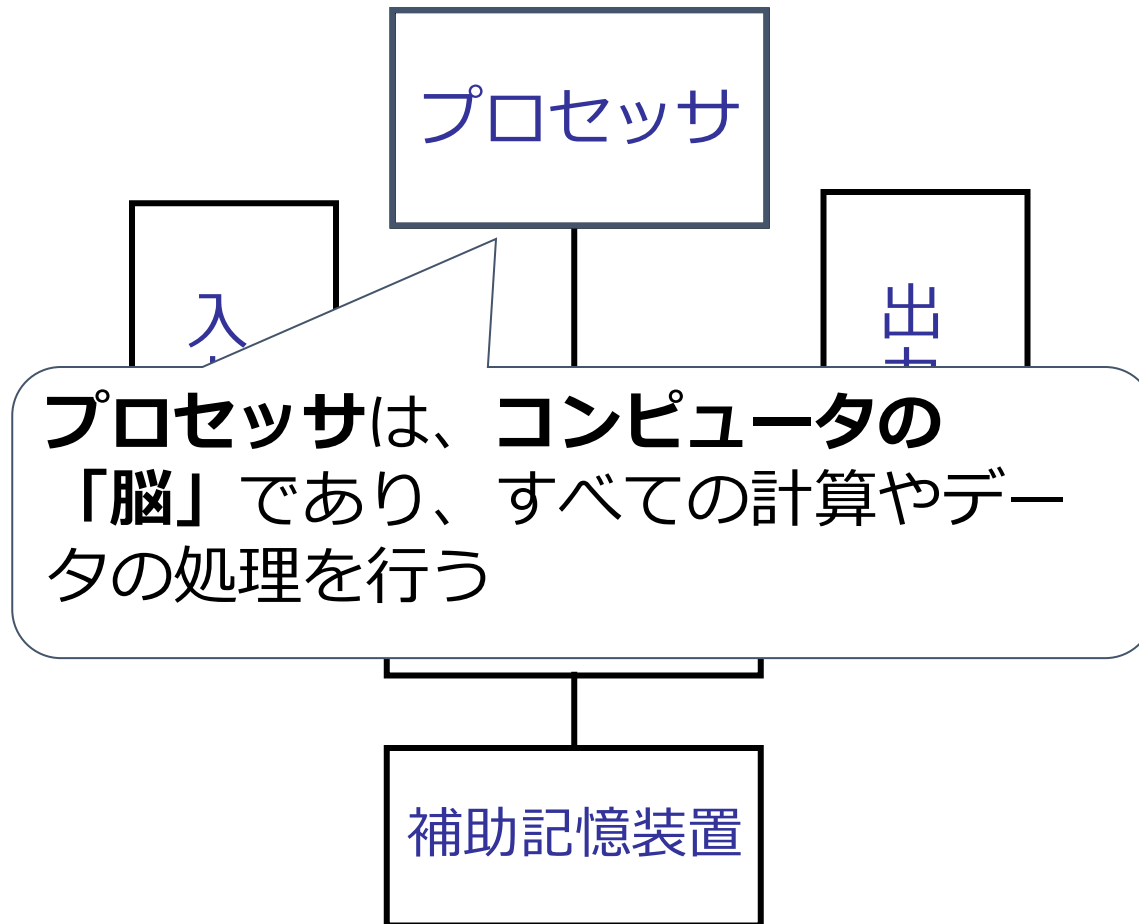 プロセッサ
入
出
プロセッサは、コンピュータの
「脳」であり、すべての計算やデー
タの処理を行う
補助記憶装置